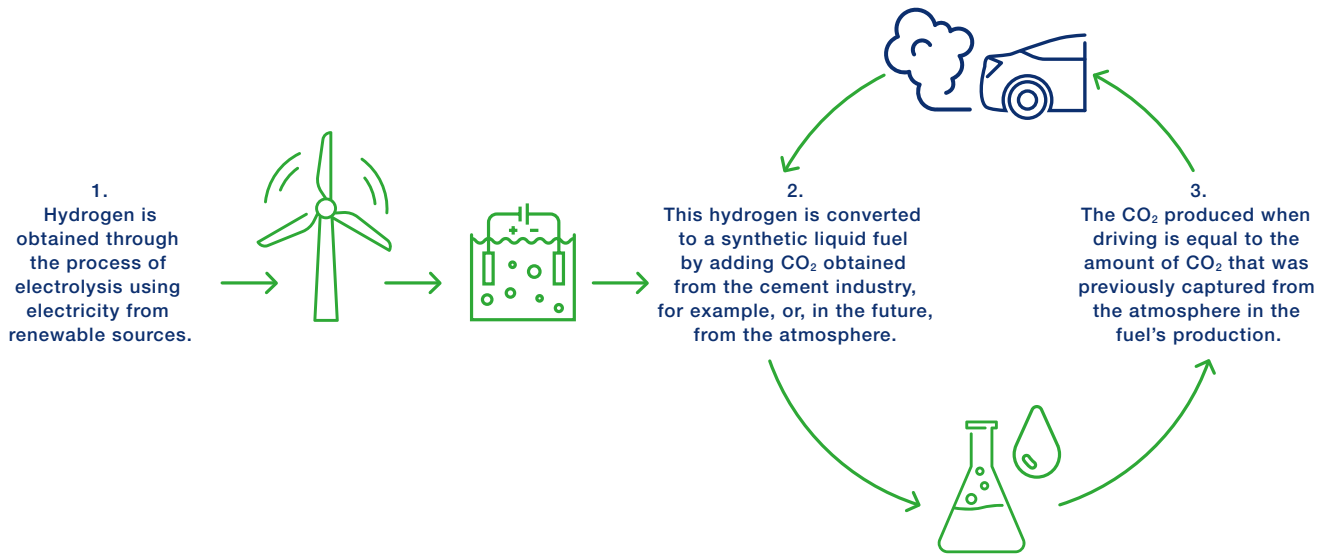 1.
Hydrogen is
obtained through
the process of
electrolysis using
electricity from
renewable sources.
+ −
2.
This hydrogen is converted
to a synthetic liquid fuel
by adding CO₂ obtained
from the cement industry,
for example, or, in the future,
from the atmosphere.
3.
The CO₂ produced when
driving is equal to the
amount of CO₂ that was
previously captured from
the atmosphere in the
fuel’s production.